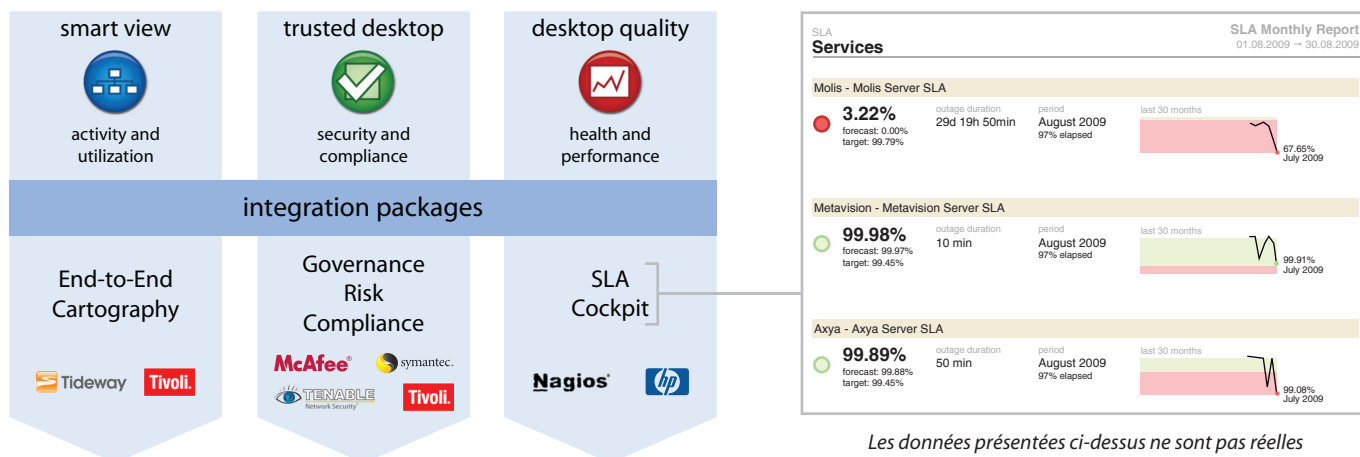 smart view
activity and
utilization
trusted desktop
security and
compliance
desktop quality
health and
performance
integration packages
End-to-End
Cartography
Tideway
Tivoli.
Governance
Risk
Compliance
McAfee®
symantec.
TENABLE
Network Security®
Tivoli.
SLA
Cockpit
Nagios®
hp
SLA
Services
SLA Monthly Report
01.08.2009 → 30.08.2009
Molis - Molis Server SLA
3.22%
forecast: 0.00%
target: 99.79%
outage duration
29d 19h 50min
period
August 2009
97% elapsed
last 30 months
67.65%
July 2009
Metavision - Metavision Server SLA
99.98%
forecast: 99.97%
target: 99.45%
outage duration
10 min
period
August 2009
97% elapsed
last 30 months
99.91%
July 2009
Axya - Axya Server SLA
99.89%
forecast: 99.88%
target: 99.45%
outage duration
50 min
period
August 2009
97% elapsed
last 30 months
99.08%
July 2009
Les données présentées ci-dessus ne sont pas réelles